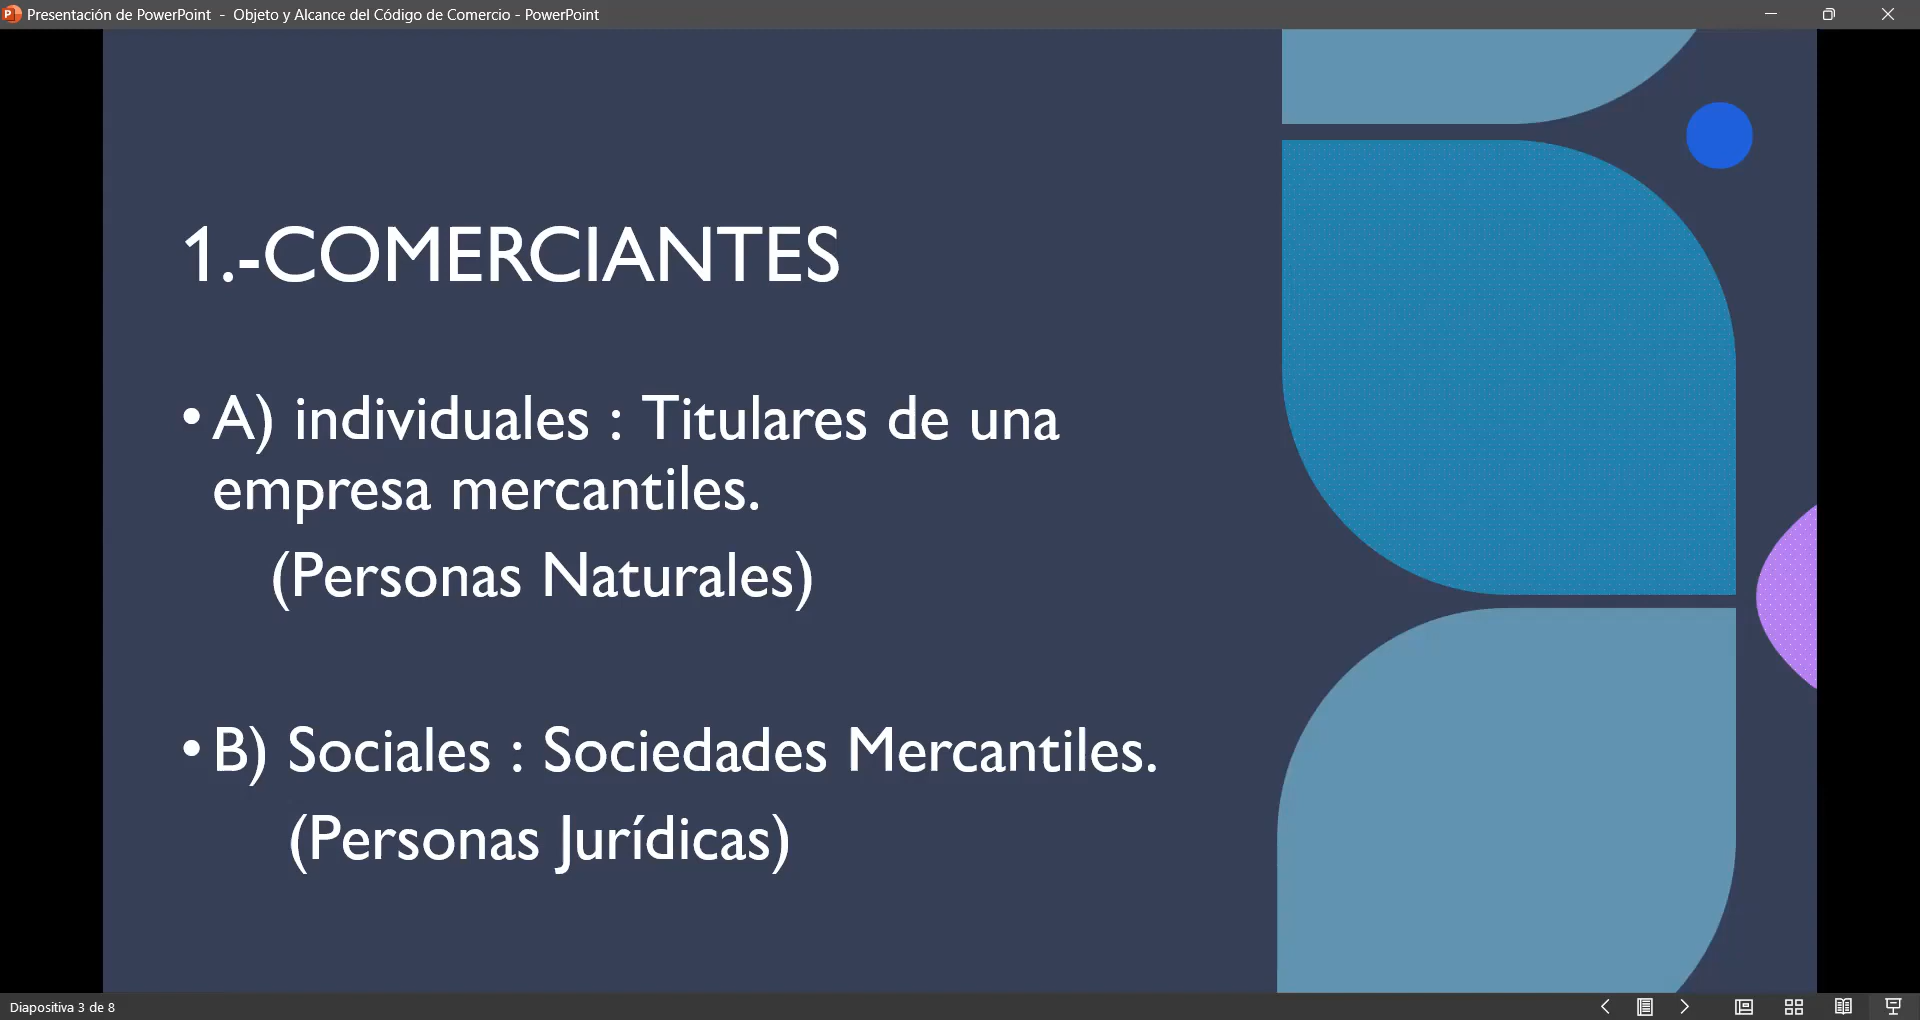 Presentación de PowerPoint - Objeto y Alcance del Código de Comercio - PowerPoint
1.-COMERCIANTES
• A) individuales : Titulares de una
empresa mercantiles.
(Personas Naturales)
• B) Sociales : Sociedades Mercantiles.
(Personas Jurídicas)
Diapositiva 3 de 8